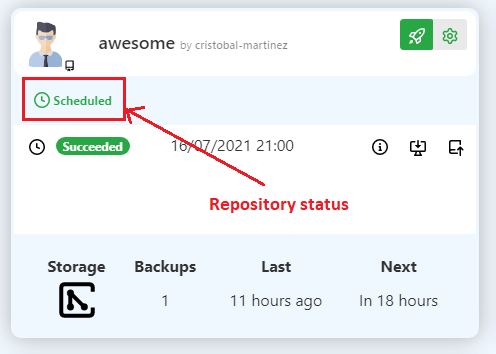 awesome by cristobal-martinez
Scheduled
Succeeded 16/07/2021 21:00
Repository status
Storage Backups Last Next
1 11 hours ago In 18 hours